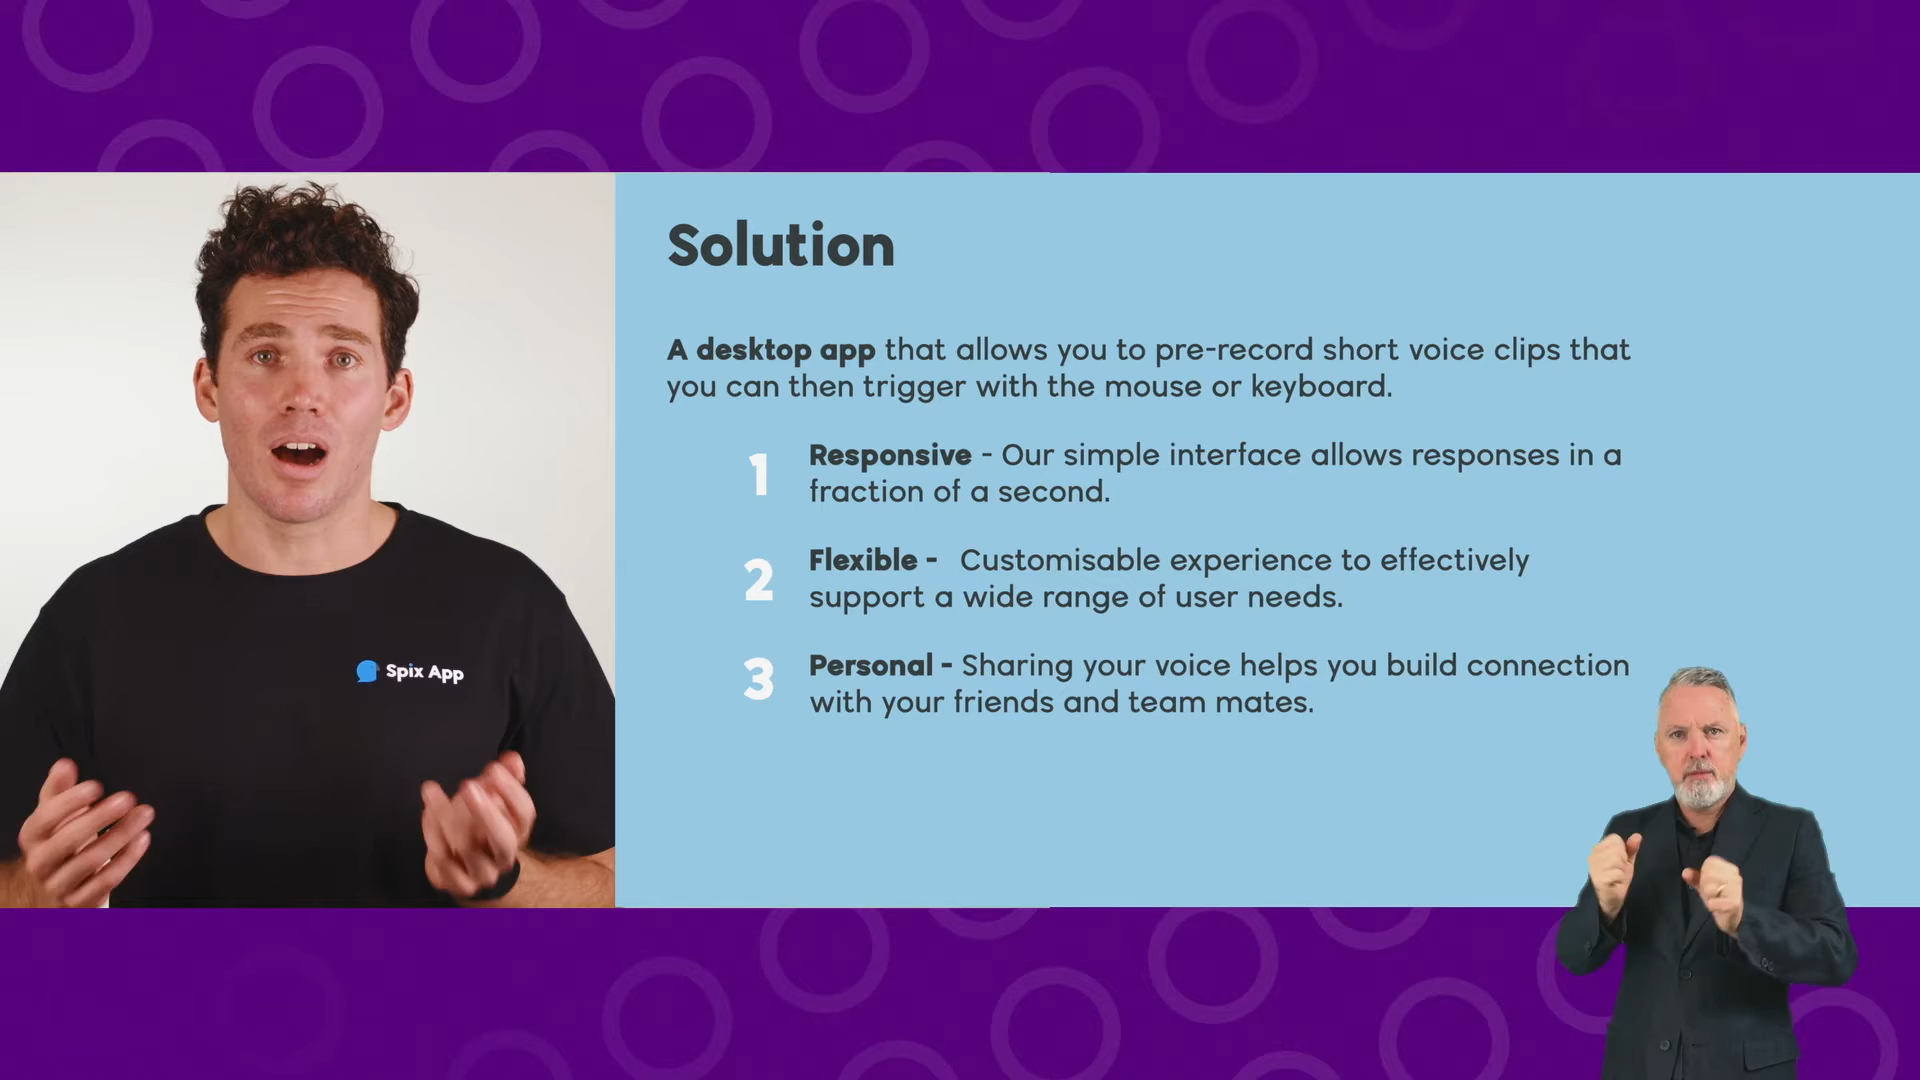 Solution
A desktop app that allows you to pre-record short voice clips that
you can then trigger with the mouse or keyboard.
1
Responsive - Our simple interface allows responses in a
fraction of a second.
2
Flexible - Customisable experience to effectively
support a wide range of user needs.
3
Personal - Sharing your voice helps you build connection
with your friends and team mates.
Spix App